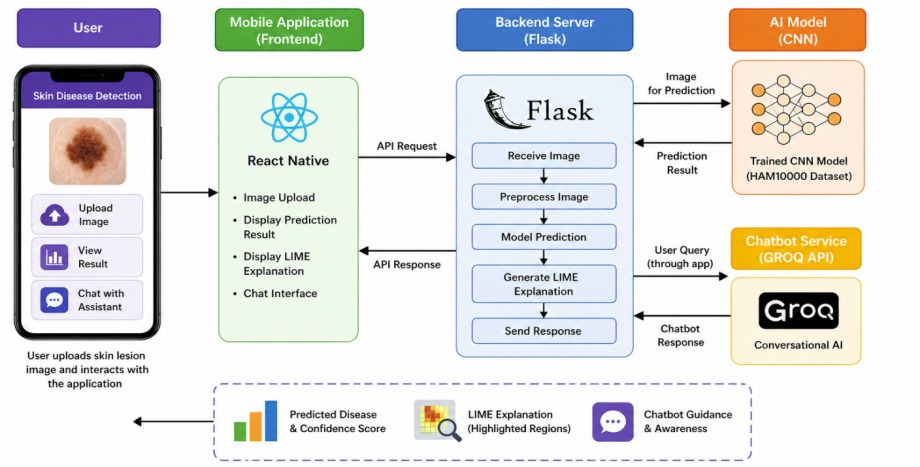 User
Mobile Application
(Frontend)
Backend Server
(Flask)
AI Model
(CNN)
Skin Disease Detection
Upload
Image
View
Result
Chat with
Assistant
User uploads skin lesion
image and interacts with
the application
React Native
• Image Upload
• Display Prediction
Result
• Display LIME
Explanation
• Chat Interface
API Request
API Response
Flask
Receive Image
Preprocess Image
Model Prediction
Generate LIME
Explanation
Send Response
Image
for Prediction
Prediction
Result
Trained CNN Model
(HAM10000 Dataset)
User Query
(through app)
Chatbot
Response
Chatbot Service
(GROQ API)
Groq
Conversational AI
Predicted Disease
& Confidence Score
LIME Explanation
(Highlighted Regions)
Chatbot Guidance
& Awareness